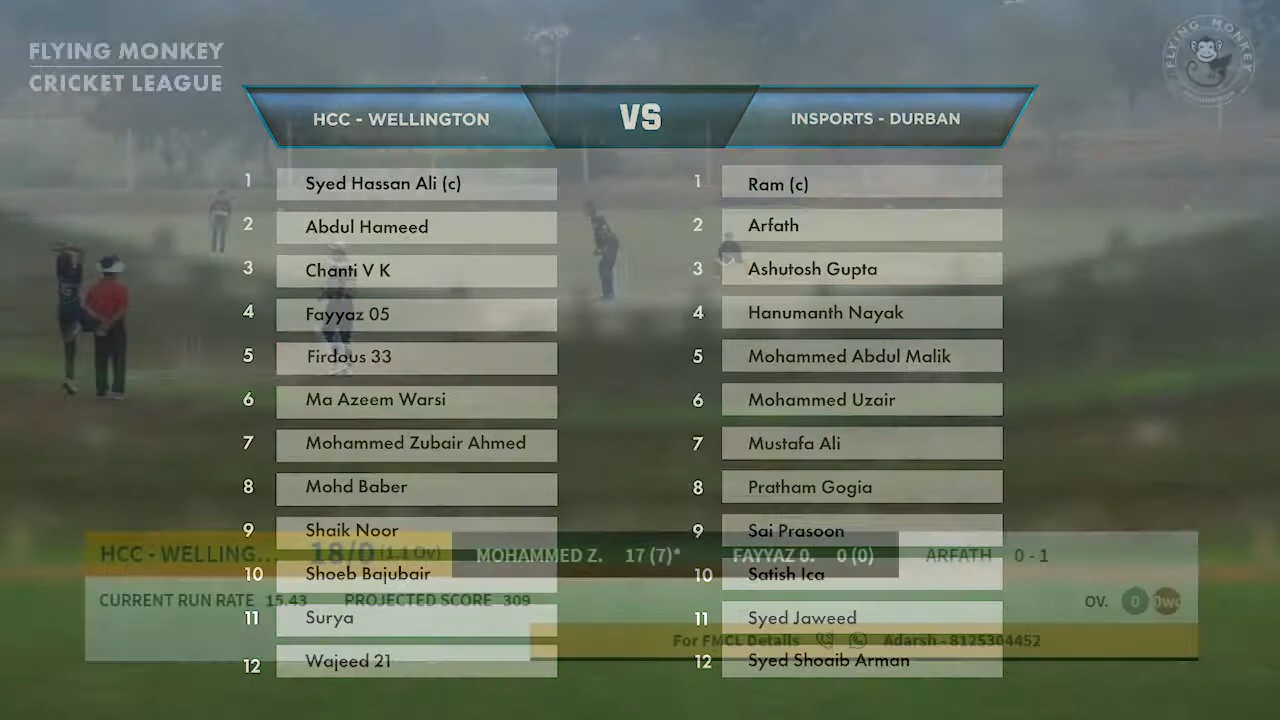 FLYING MONKEY
CRICKET LEAGUE
FLYING MONKEY
HCC - WELLINGTON VS INSPORTS - DURBAN
1 Syed Hassan Ali (c) 1 Ram (c)
2 Abdul Hameed 2 Arfath
3 Chanti V K 3 Ashutosh Gupta
4 Fayyaz 05 4 Hanumanth Nayak
5 Firdous 33 5 Mohammed Abdul Malik
6 Ma Azeem Warsi 6 Mohammed Uzair
7 Mohammed Zubair Ahmed 7 Mustafa Ali
8 Mohd Baber 8 Pratham Gogia
9 Shaik Noor 9 Sai Prasoon
HCC - WELLING... 18/0 (1.1 Ov) MOHAMMED Z. 17 (7)* FAYYAZ 0. 0 (0) ARFATH 0 - 1
10 Shoeb Bajubair 10 Satish Ica
CURRENT RUN RATE 15.43 PROJECTED SCORE 309 OV. 0
11 Surya 11 Syed Jaweed
For FMCL Details Adarsh - 8125304452
12 Wajeed 21 12 Syed Shoaib Arman